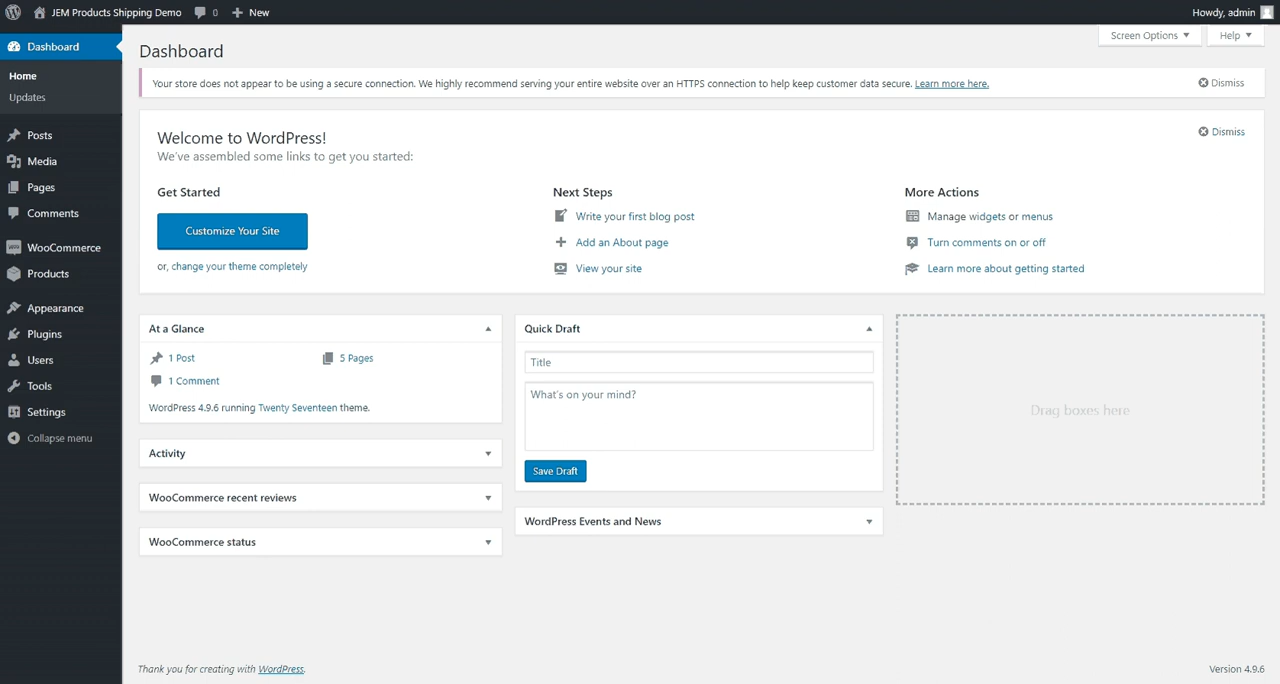 JEM Products Shipping Demo 0 New Howdy, admin
Dashboard
Home
Updates
Posts
Media
Pages
Comments
WooCommerce
Products
Appearance
Plugins
Users
Tools
Settings
Collapse menu
Screen Options Help
Dashboard
Your store does not appear to be using a secure connection. We highly recommend serving your entire website over an HTTPS connection to help keep customer data secure. Learn more here. Dismiss
Welcome to WordPress! Dismiss
We've assembled some links to get you started:
Get Started
Customize Your Site
or, change your theme completely
Next Steps
Write your first blog post
Add an About page
View your site
More Actions
Manage widgets or menus
Turn comments on or off
Learn more about getting started
At a Glance
1 Post 5 Pages
1 Comment
WordPress 4.9.6 running Twenty Seventeen theme.
Activity
WooCommerce recent reviews
WooCommerce status
Quick Draft
Title
What's on your mind?
Save Draft
WordPress Events and News
Drag boxes here
Thank you for creating with WordPress. Version 4.9.6